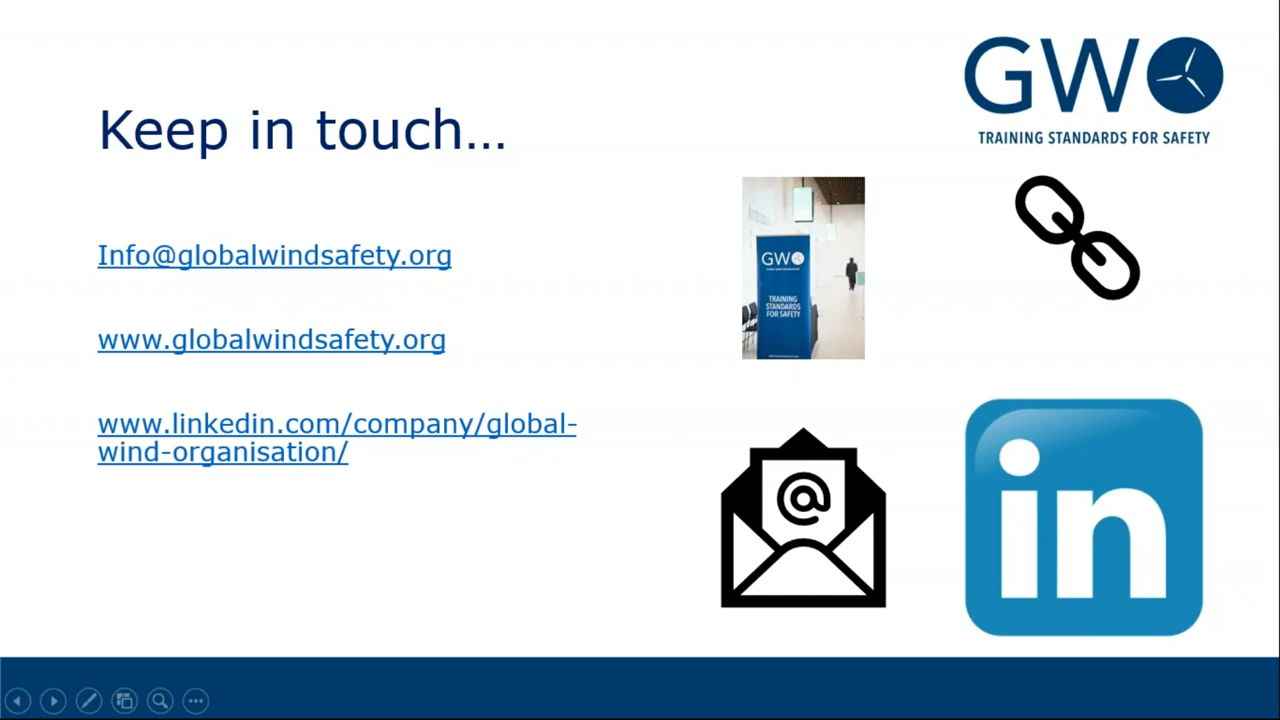 GWO
TRAINING STANDARDS FOR SAFETY
Keep in touch...
Info@globalwindsafety.org
www.globalwindsafety.org
www.linkedin.com/company/global-
wind-organisation/
GWO
TRAINING
STANDARDS
FOR SAFETY
@
in